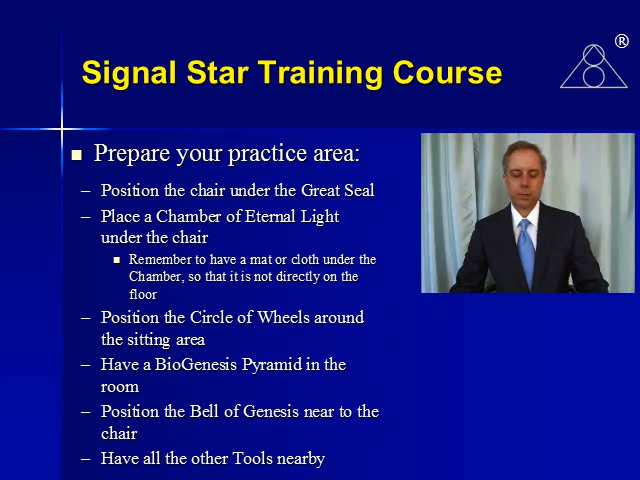 ®
Signal Star Training Course
Prepare your practice area:
– Position the chair under the Great Seal
– Place a Chamber of Eternal Light
under the chair
Remember to have a mat or cloth under the
Chamber, so that it is not directly on the
floor
– Position the Circle of Wheels around
the sitting area
– Have a BioGenesis Pyramid in the
room
– Position the Bell of Genesis near to the
chair
– Have all the other Tools nearby